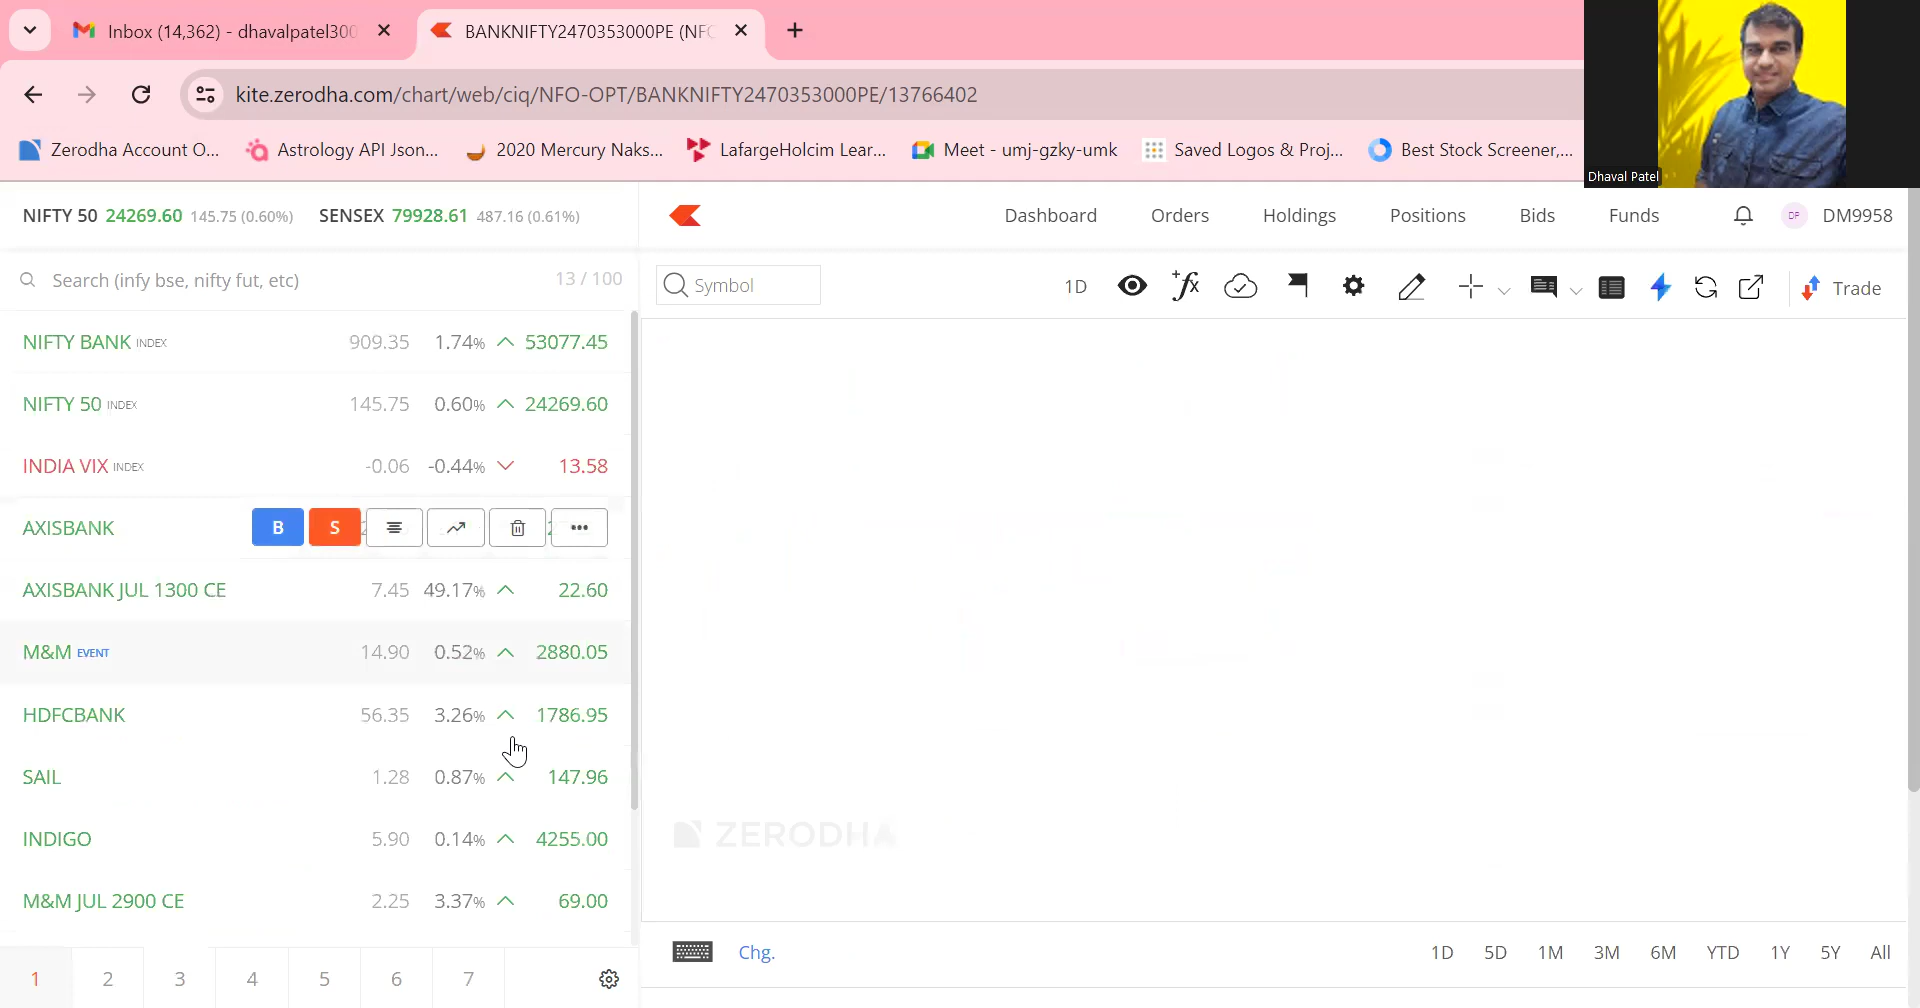 Inbox (14,362) - dhavalpatel300
BANKNIFTY2470353000PE (NFO
kite.zerodha.com/chart/web/ciq/NFO-OPT/BANKNIFTY2470353000PE/13766402
Zerodha Account O... Astrology API Json... 2020 Mercury Naks... LafargeHolcim Lear... Meet - umj-gzky-umk Saved Logos & Proj... Best Stock Screener,...
Dhaval Patel
NIFTY 50 24269.60 145.75 (0.60%) SENSEX 79928.61 487.16 (0.61%)
Dashboard Orders Holdings Positions Bids Funds DP DM9958
Search (infy bse, nifty fut, etc) 13 / 100
Symbol 1D Trade
NIFTY BANK INDEX 909.35 1.74% 53077.45
NIFTY 50 INDEX 145.75 0.60% 24269.60
INDIA VIX INDEX -0.06 -0.44% 13.58
AXISBANK B S
AXISBANK JUL 1300 CE 7.45 49.17% 22.60
M&M EVENT 14.90 0.52% 2880.05
HDFCBANK 56.35 3.26% 1786.95
SAIL 1.28 0.87% 147.96
INDIGO 5.90 0.14% 4255.00
M&M JUL 2900 CE 2.25 3.37% 69.00
ZERODHA
Chg. 1D 5D 1M 3M 6M YTD 1Y 5Y All
1 2 3 4 5 6 7